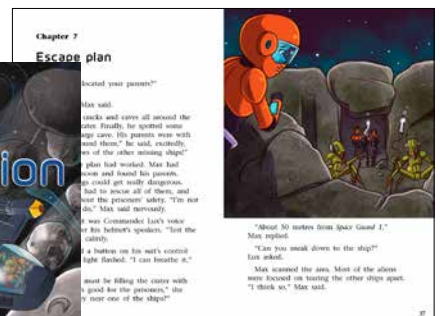 Chapter 7
Escape plan
located your parents?"
Max said.
cracks and caves all around the
crater. Finally, he spotted some
large cave. His parents were with
found them," he said, excitedly,
of the other missing ships!"
plan had worked. Max had
moon and found his parents.
gs could get really dangerous.
had to rescue all of them, and
out the prisoners' safety. "I'm not
do," Max said nervously.
was Commander Lux's voice
er his helmet's speakers. "Test the
calmly.
d a button on his suit's control
light flashed. "I can breathe it,"
must be filling the crater with
s good for the prisoners," she
y near one of the ships?"
ion
"About 50 metres from Space Guard 1,"
Max replied.
"Can you sneak down to the ship?"
Lux asked.
Max scanned the area. Most of the aliens
were focused on tearing the other ships apart.
"I think so," Max said.
37